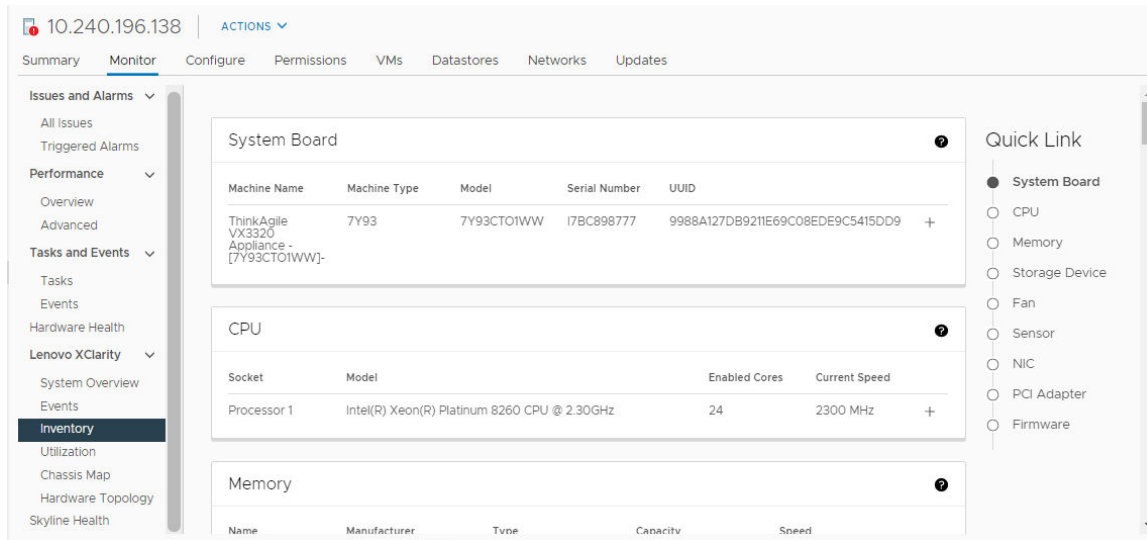 10.240.196.138 ACTIONS
Summary Monitor Configure Permissions VMs Datastores Networks Updates
Issues and Alarms
All Issues
Triggered Alarms
Performance
Overview
Advanced
Tasks and Events
Tasks
Events
Hardware Health
Lenovo XClarity
System Overview
Events
Inventory
Utilization
Chassis Map
Hardware Topology
Skyline Health
System Board
Machine Name Machine Type Model Serial Number UUID
ThinkAgile 7Y93 7Y93CTO1WW I7BC898777 9988A127DB9211E69C08EDE9C5415DD9 +
VX3320
Appliance -
[7Y93CTO1WW]-
CPU
Socket Model Enabled Cores Current Speed
Processor 1 Intel(R) Xeon(R) Platinum 8260 CPU @ 2.30GHz 24 2300 MHz +
Memory
Name Manufacturer Type Capacity Speed
Quick Link
System Board
CPU
Memory
Storage Device
Fan
Sensor
NIC
PCI Adapter
Firmware